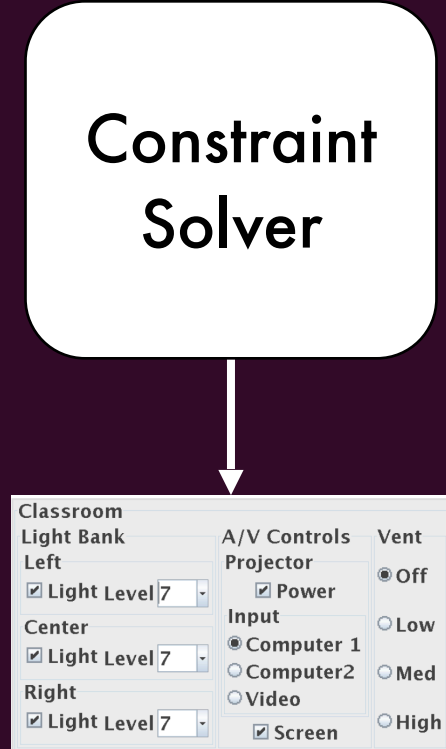 Constraint
Solver
Classroom
Light Bank
Left
Light Level 7
Center
Light Level 7
Right
Light Level 7
A/V Controls
Projector
Power
Input
Computer 1
Computer2
Video
Screen
Vent
Off
Low
Med
High